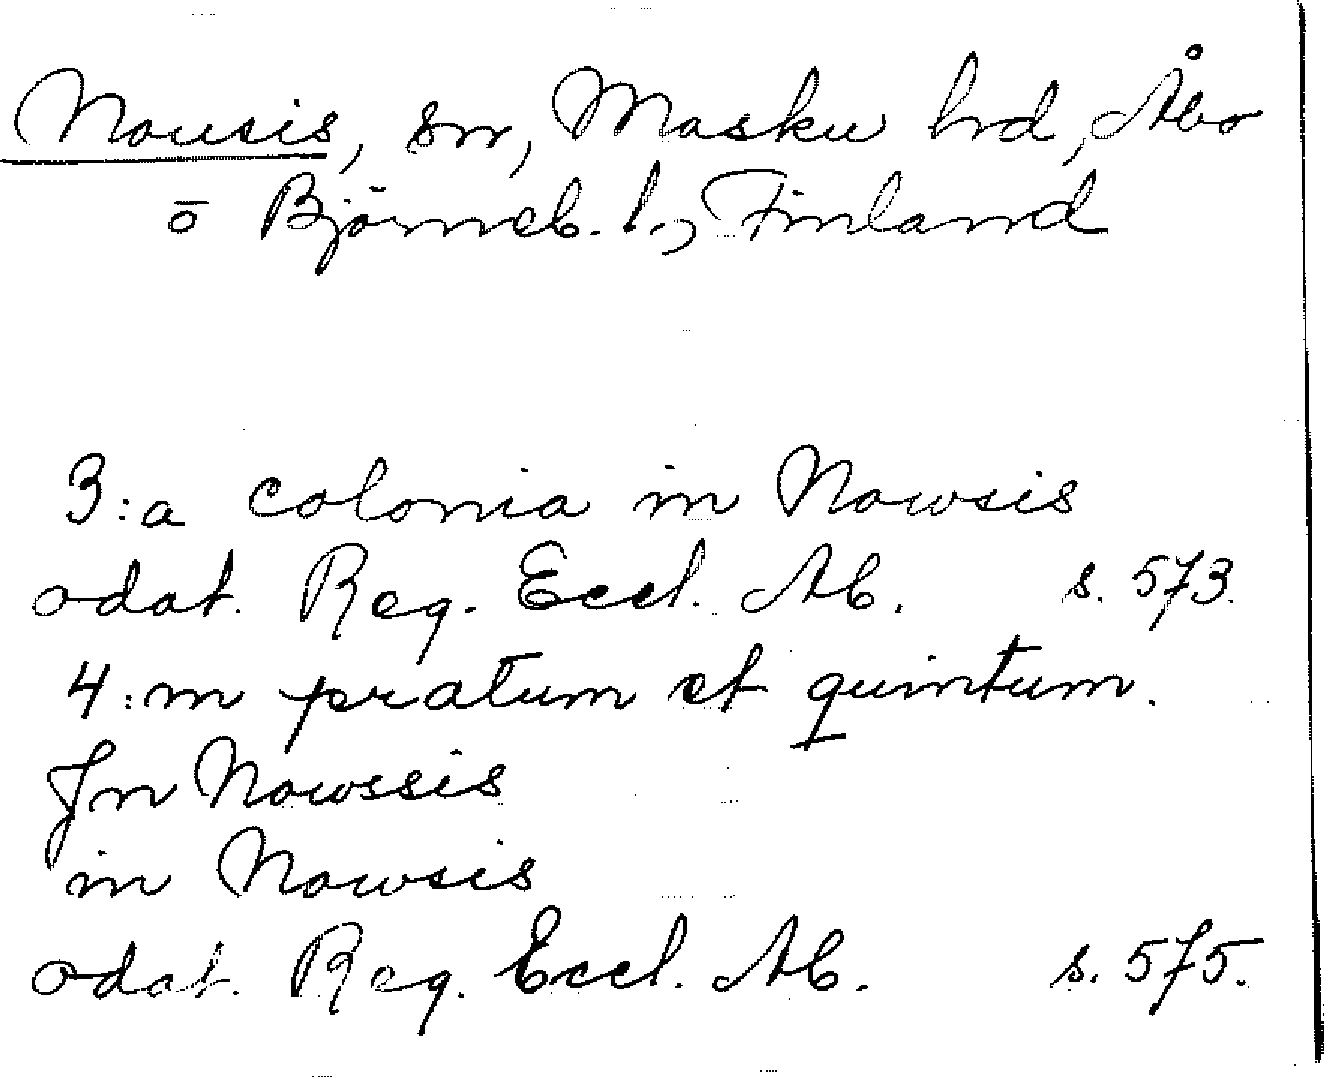 Nousis, sn, Masku hd, Åbo
o Björneb. l., Finland
3:a colonia in Nowsis
odat. Reg. Eccl. Ab. s. 573.
4:m pratum et quintum.
Jn Nowssis
in Nowsis
odat. Reg. Eccl. Ab. s. 575.